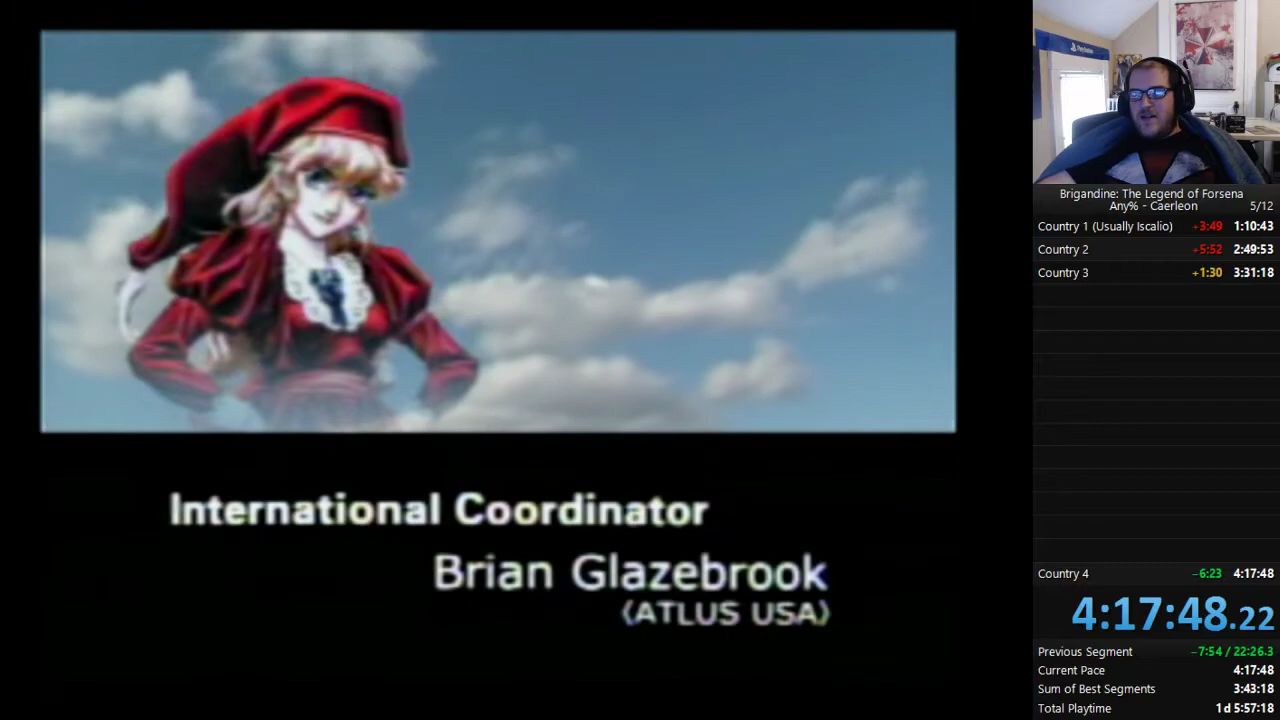 International Coordinator
Brian Glazebrook
(ATLUS USA)
PlayStation
Brigandine: The Legend of Forsena
Any% - Caerleon 5/12
Country 1 (Usually Iscalio) +3:49 1:10:43
Country 2 +5:52 2:49:53
Country 3 +1:30 3:31:18
Country 4 −6:23 4:17:48
4:17:48.22
Previous Segment −7:54 / 22:26.3
Current Pace 4:17:48
Sum of Best Segments 3:43:18
Total Playtime 1d 5:57:18